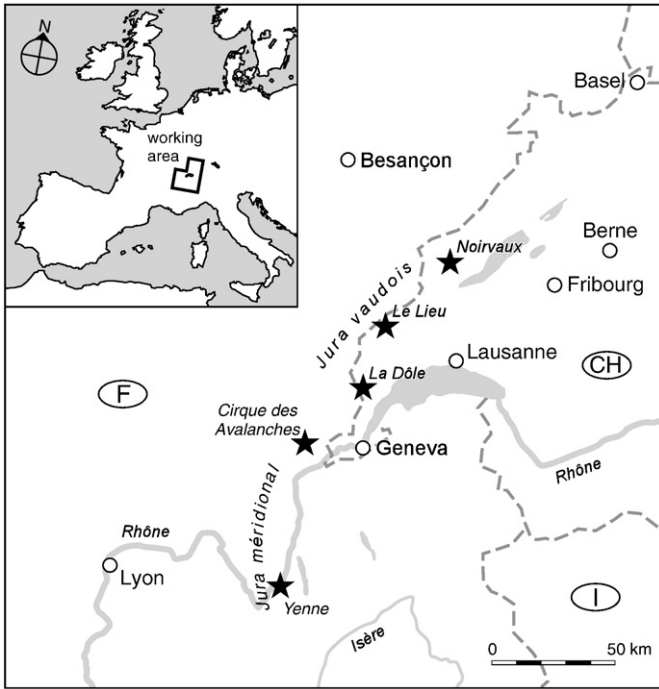 N
working
area
Basel
Besançon
Berne
Noirvaux
Fribourg
Jura vaudois
Le Lieu
Lausanne
CH
La Dôle
F
Cirque des
Avalanches
Geneva
Rhône
Jura méridional
Rhône
Lyon
Yenne
I
Isère
0 50 km